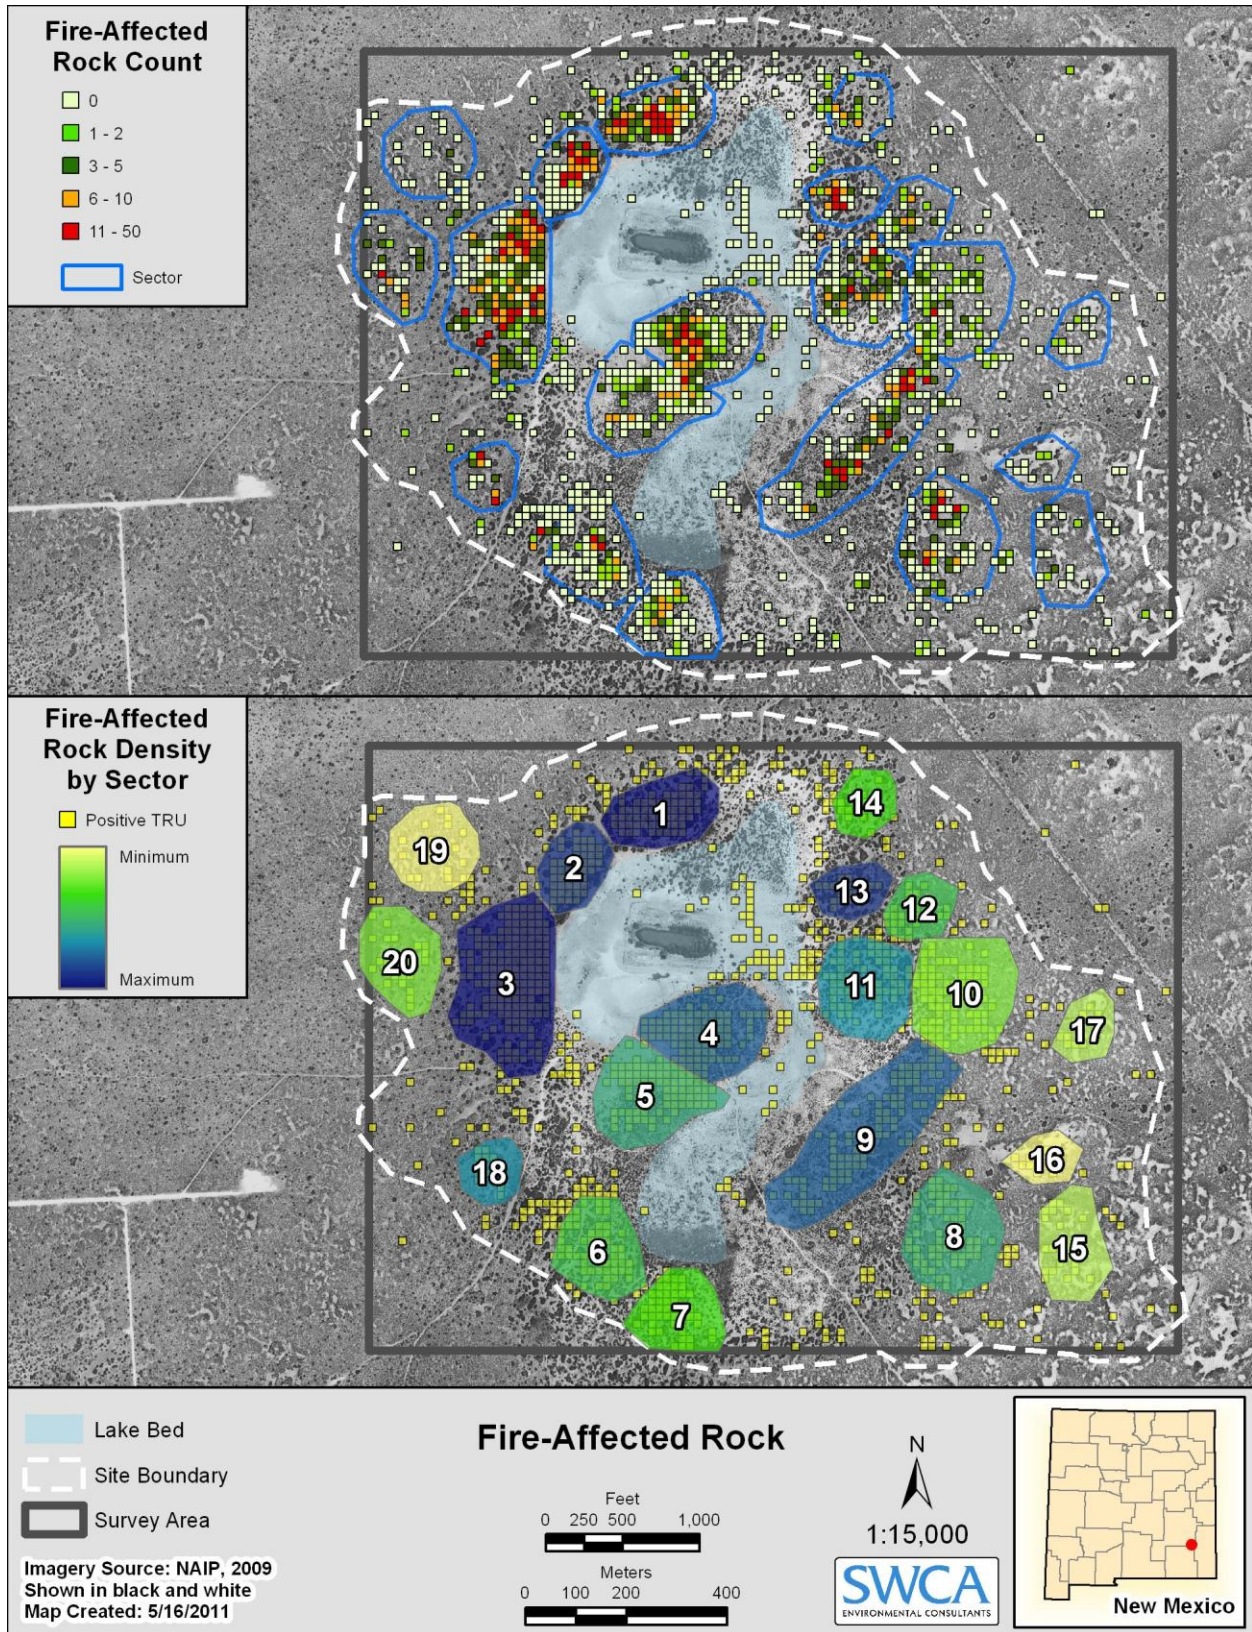 Fire-Affected
Rock Count
0
1 - 2
3 - 5
6 - 10
11 - 50
Sector
Fire-Affected
Rock Density
by Sector
Positive TRU
Minimum
Maximum
1
14
19
2
13
12
20
3
11
10
4
17
5
9
16
18
8
6
15
7
Lake Bed
Site Boundary
Survey Area
Imagery Source: NAIP, 2009
Shown in black and white
Map Created: 5/16/2011
Fire-Affected Rock
Feet
0 250 500 1,000
Meters
0 100 200 400
N
1:15,000
SWCA
ENVIRONMENTAL CONSULTANTS
New Mexico